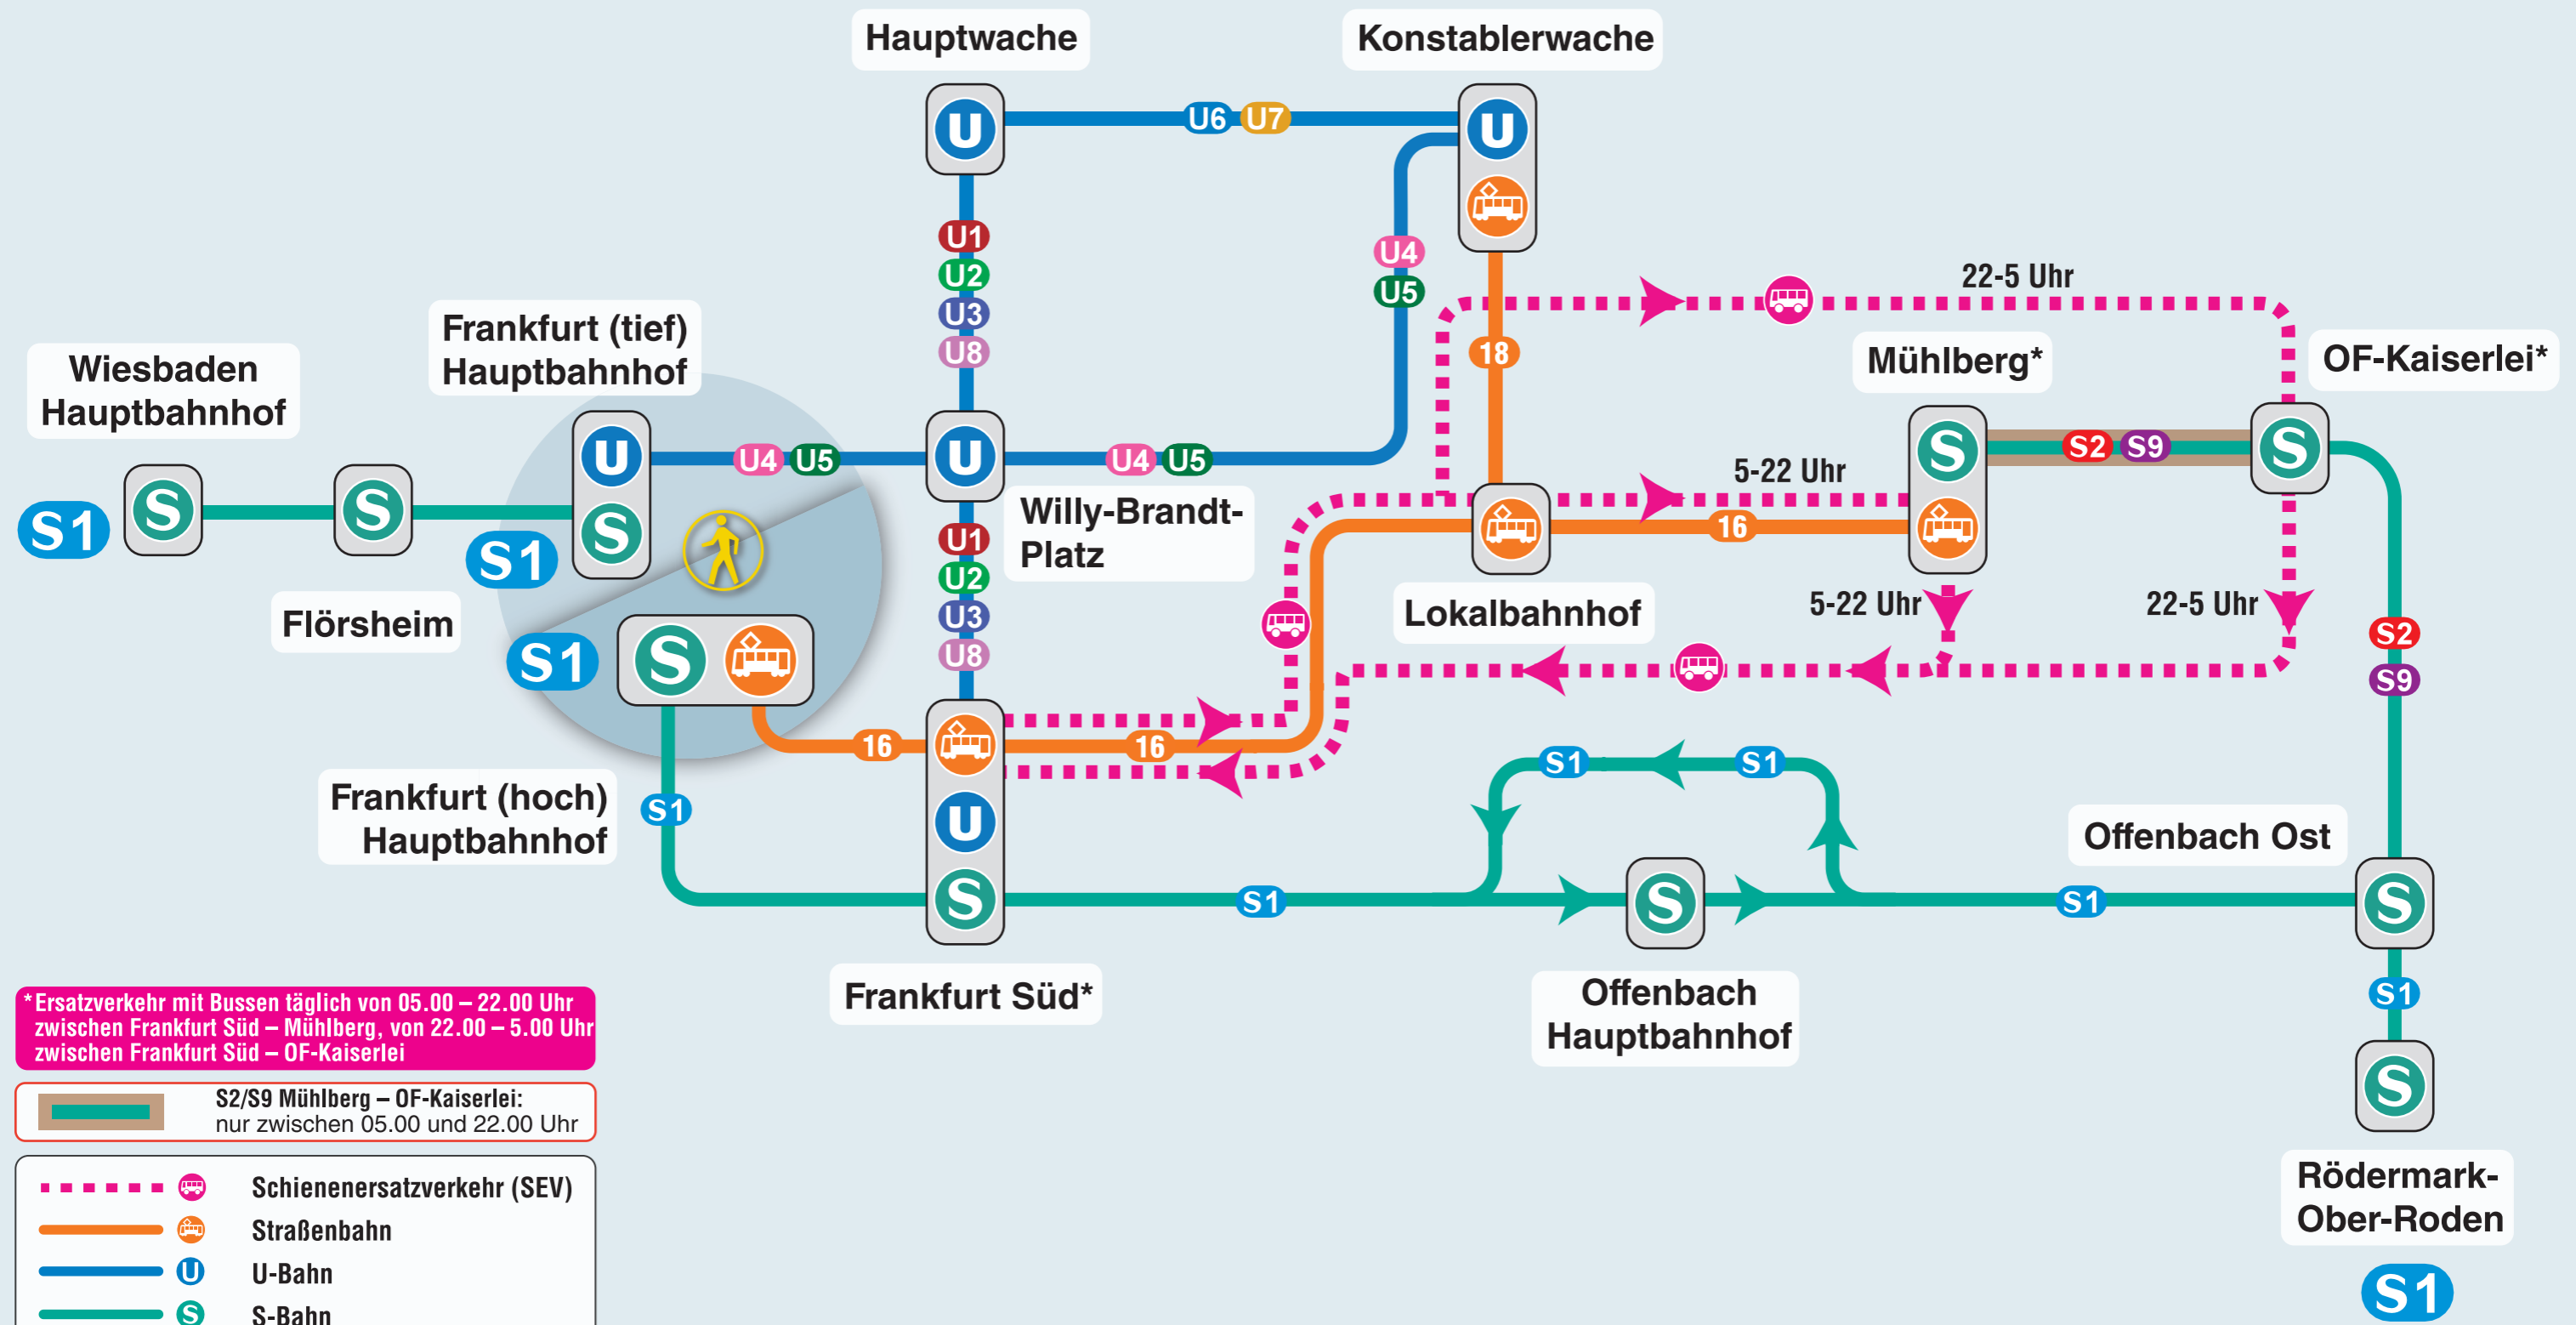 Hauptwache
Konstablerwache
U
U6 U7
U
U1
U2
U3
U8
U4
U5
22-5 Uhr
Frankfurt (tief)
Hauptbahnhof
Wiesbaden
Hauptbahnhof
18
Mühlberg*
OF-Kaiserlei*
U
U4 U5
U
U4 U5
S
S2 S9
S
5-22 Uhr
S1
S
S
S1
S
Willy-Brandt-
Platz
U1
U2
U3
U8
16
Flörsheim
Lokalbahnhof
5-22 Uhr
22-5 Uhr
S1
S
S2
S9
16
16
S1
S1
Frankfurt (hoch)
Hauptbahnhof
S1
U
S
S1
S
S1
Offenbach Ost
S
Frankfurt Süd*
Offenbach
Hauptbahnhof
S1
S
Rödermark-
Ober-Roden
S1
*Ersatzverkehr mit Bussen täglich von 05.00 – 22.00 Uhr
zwischen Frankfurt Süd – Mühlberg, von 22.00 – 5.00 Uhr
zwischen Frankfurt Süd – OF-Kaiserlei
S2/S9 Mühlberg – OF-Kaiserlei:
nur zwischen 05.00 und 22.00 Uhr
Schienenersatzverkehr (SEV)
Straßenbahn
U U-Bahn
S S-Bahn